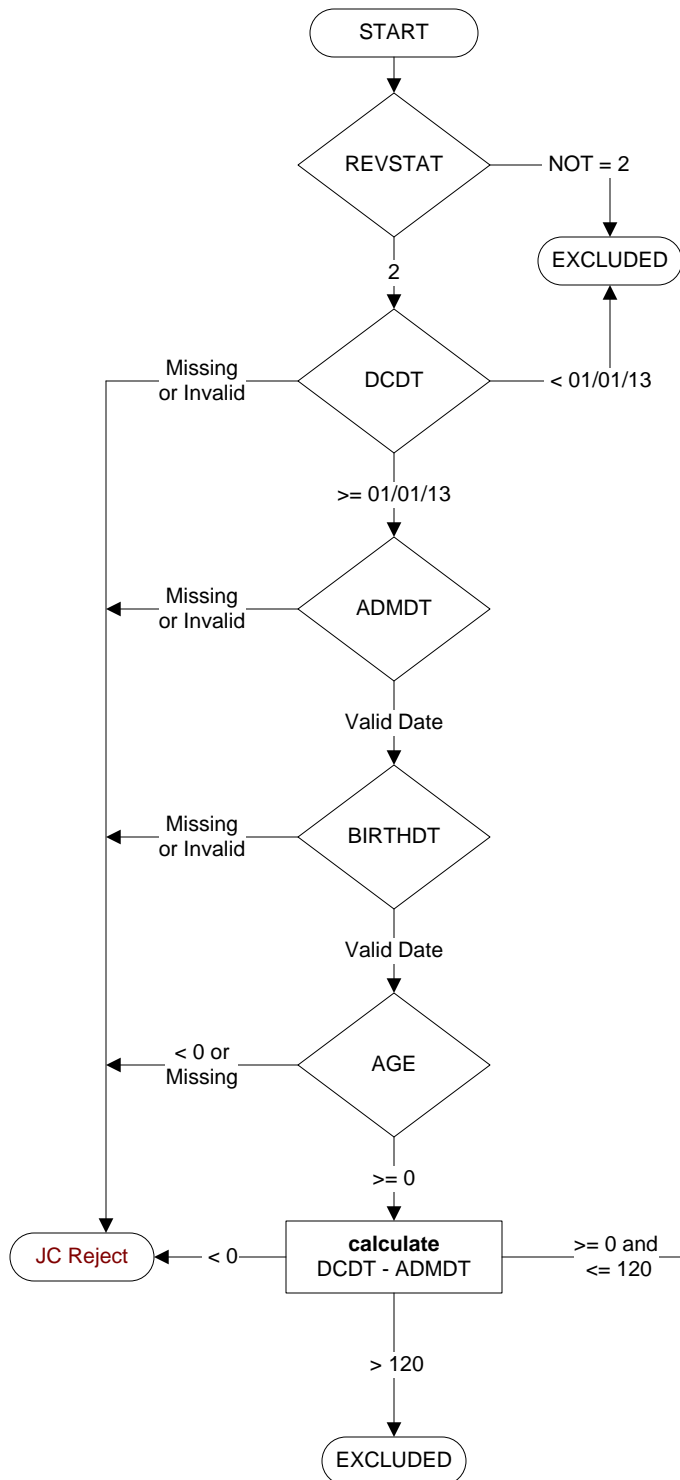 START
REVSTAT
NOT = 2
EXCLUDED
2
Missing
or Invalid
DCDT
< 01/01/13
>= 01/01/13
Missing
or Invalid
ADMDT
Valid Date
Missing
or Invalid
BIRTHDT
Valid Date
< 0 or
Missing
AGE
>= 0
JC Reject
< 0
calculate
DCDT - ADMDT
>= 0 and
<= 120
> 120
EXCLUDED